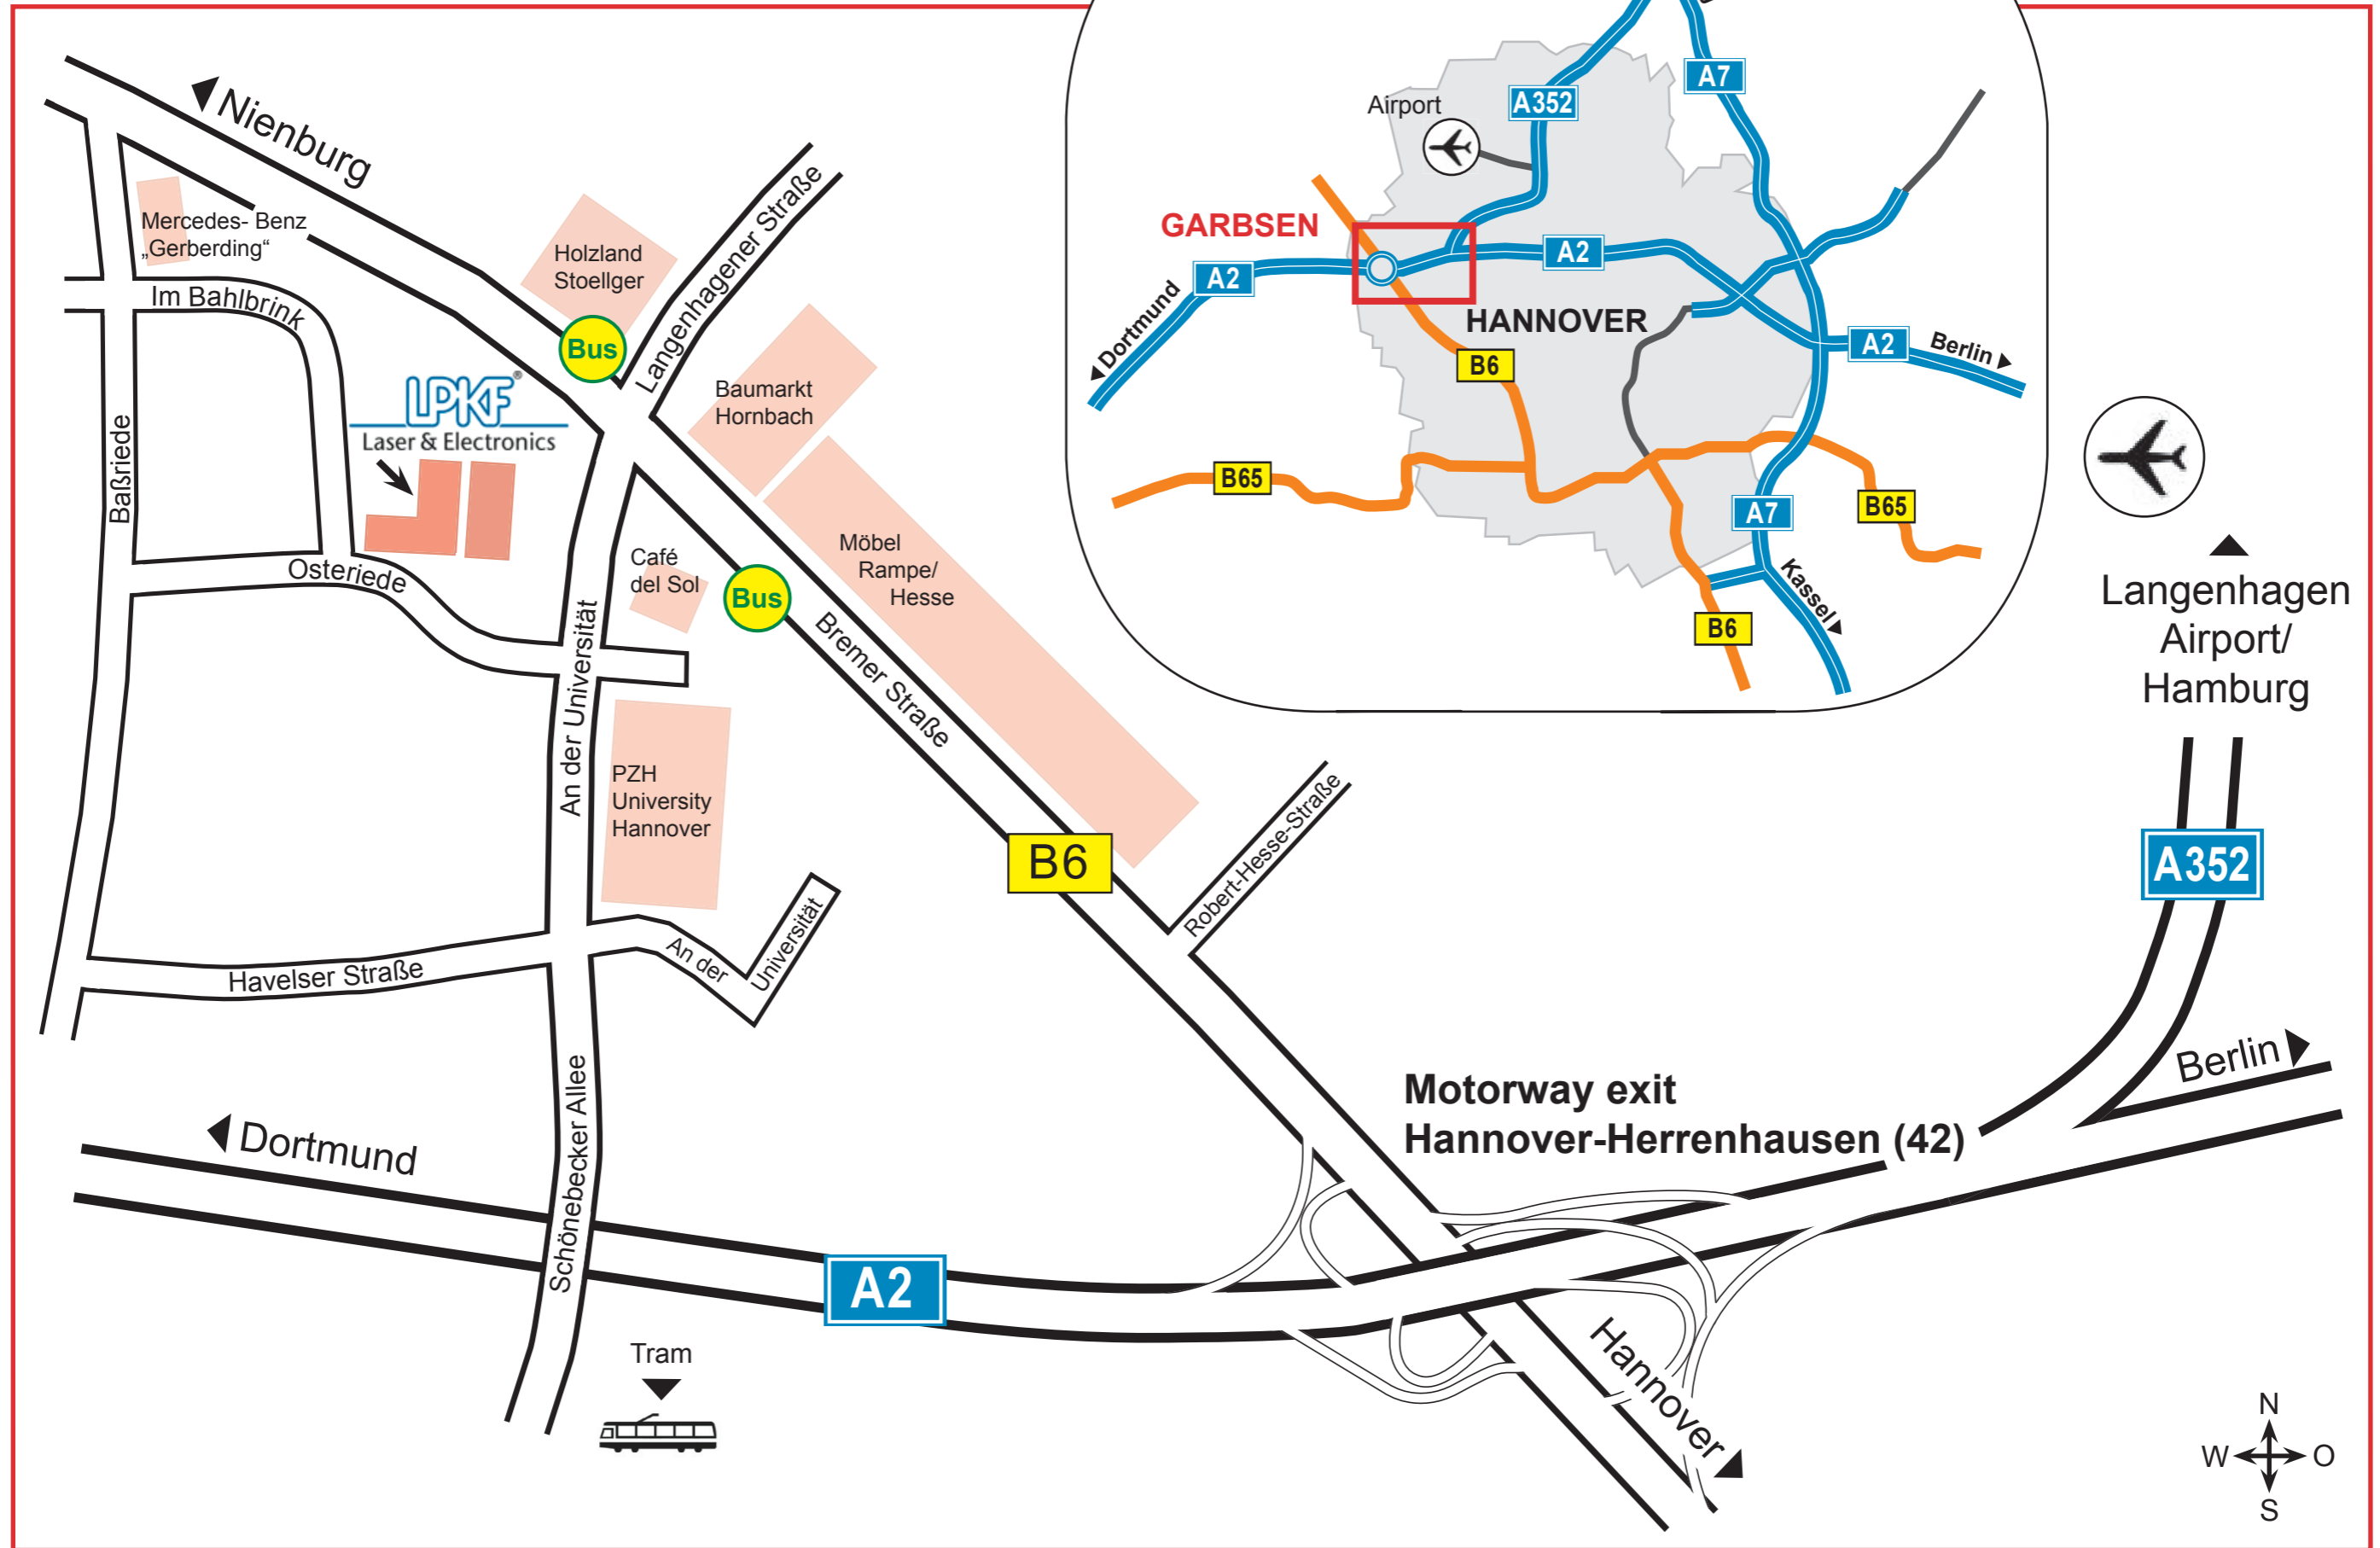 Nienburg
Mercedes- Benz
„Gerberding“
Im Bahlbrink
Holzland
Stoellger
Langenhagener Straße
Bus
Baumarkt
Hornbach
LPKF®
Laser & Electronics
Baßriede
Osteriede
Café
del Sol
Bus
Möbel
Rampe/
Hesse
Bremer Straße
An der Universität
PZH
University
Hannover
B6
Robert-Hesse-Straße
Havelser Straße
An der
Universität
Schönebecker Allee
Dortmund
A2
Tram
Motorway exit
Hannover-Herrenhausen (42)
Hannover
Berlin
A352
Langenhagen
Airport/
Hamburg
N
W
O
S
A7
A352
Airport
GARBSEN
A2
A2
Dortmund
HANNOVER
B6
A2
Berlin
B65
A7
B65
Kassel
B6